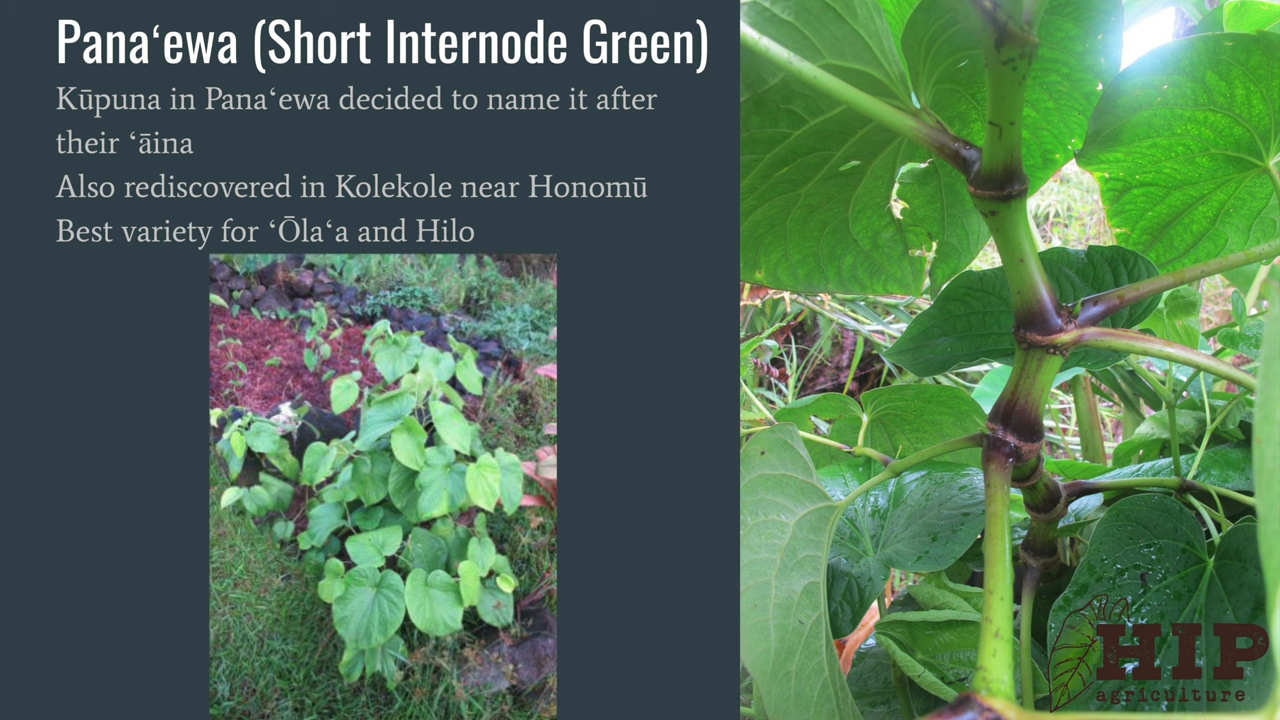 Panaʻewa (Short Internode Green)
Kūpuna in Panaʻewa decided to name it after
their ʻāina
Also rediscovered in Kolekole near Honomū
Best variety for ʻŌlaʻa and Hilo
HIP
agriculture